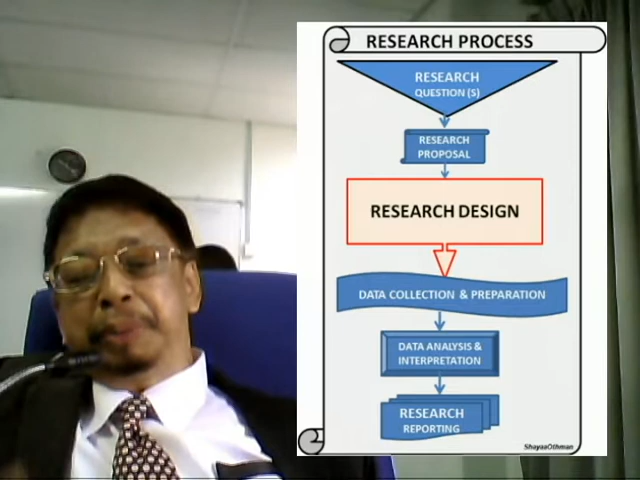 RESEARCH PROCESS
RESEARCH
QUESTION (S)
RESEARCH
PROPOSAL
RESEARCH DESIGN
DATA COLLECTION & PREPARATION
DATA ANALYSIS &
INTERPRETATION
RESEARCH
REPORTING
ShayaaOthman